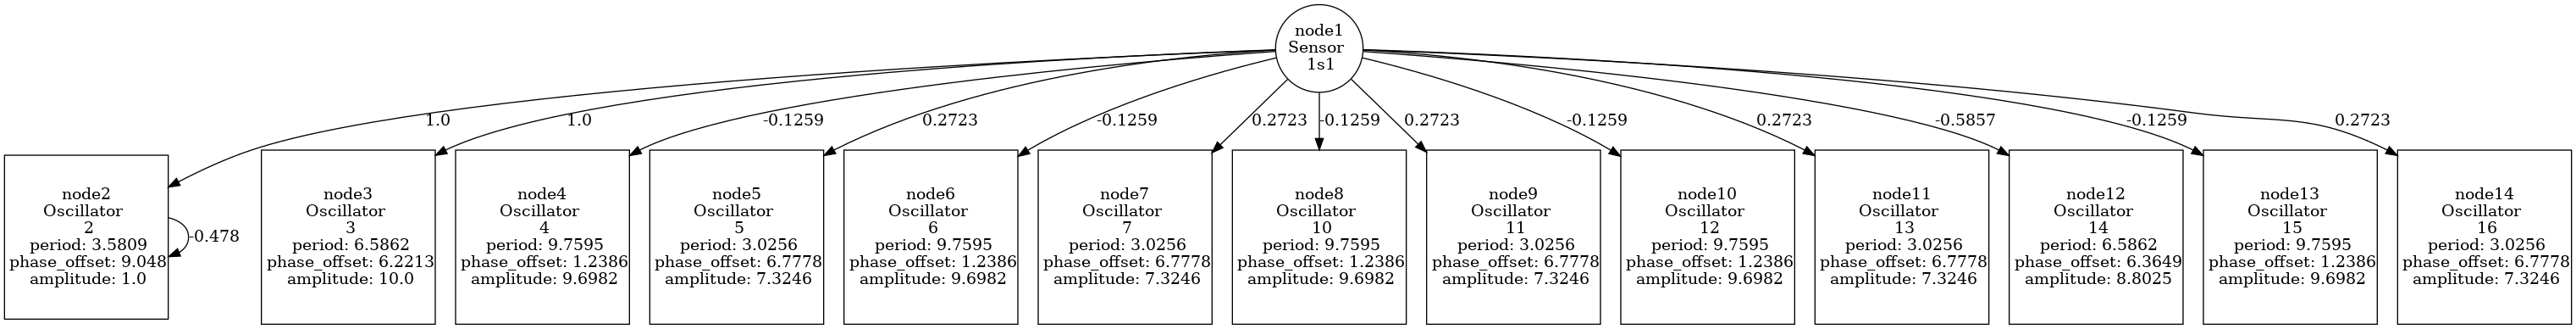 node1
Sensor
1s1
1.0
1.0
-0.1259
0.2723
-0.1259
0.2723
-0.1259
0.2723
-0.1259
0.2723
-0.5857
-0.1259
0.2723
node2
Oscillator
2
period: 3.5809
phase_offset: 9.048
amplitude: 1.0
-0.478
node3
Oscillator
3
period: 6.5862
phase_offset: 6.2213
amplitude: 10.0
node4
Oscillator
4
period: 9.7595
phase_offset: 1.2386
amplitude: 9.6982
node5
Oscillator
5
period: 3.0256
phase_offset: 6.7778
amplitude: 7.3246
node6
Oscillator
6
period: 9.7595
phase_offset: 1.2386
amplitude: 9.6982
node7
Oscillator
7
period: 3.0256
phase_offset: 6.7778
amplitude: 7.3246
node8
Oscillator
10
period: 9.7595
phase_offset: 1.2386
amplitude: 9.6982
node9
Oscillator
11
period: 3.0256
phase_offset: 6.7778
amplitude: 7.3246
node10
Oscillator
12
period: 9.7595
phase_offset: 1.2386
amplitude: 9.6982
node11
Oscillator
13
period: 3.0256
phase_offset: 6.7778
amplitude: 7.3246
node12
Oscillator
14
period: 6.5862
phase_offset: 6.3649
amplitude: 8.8025
node13
Oscillator
15
period: 9.7595
phase_offset: 1.2386
amplitude: 9.6982
node14
Oscillator
16
period: 3.0256
phase_offset: 6.7778
amplitude: 7.3246